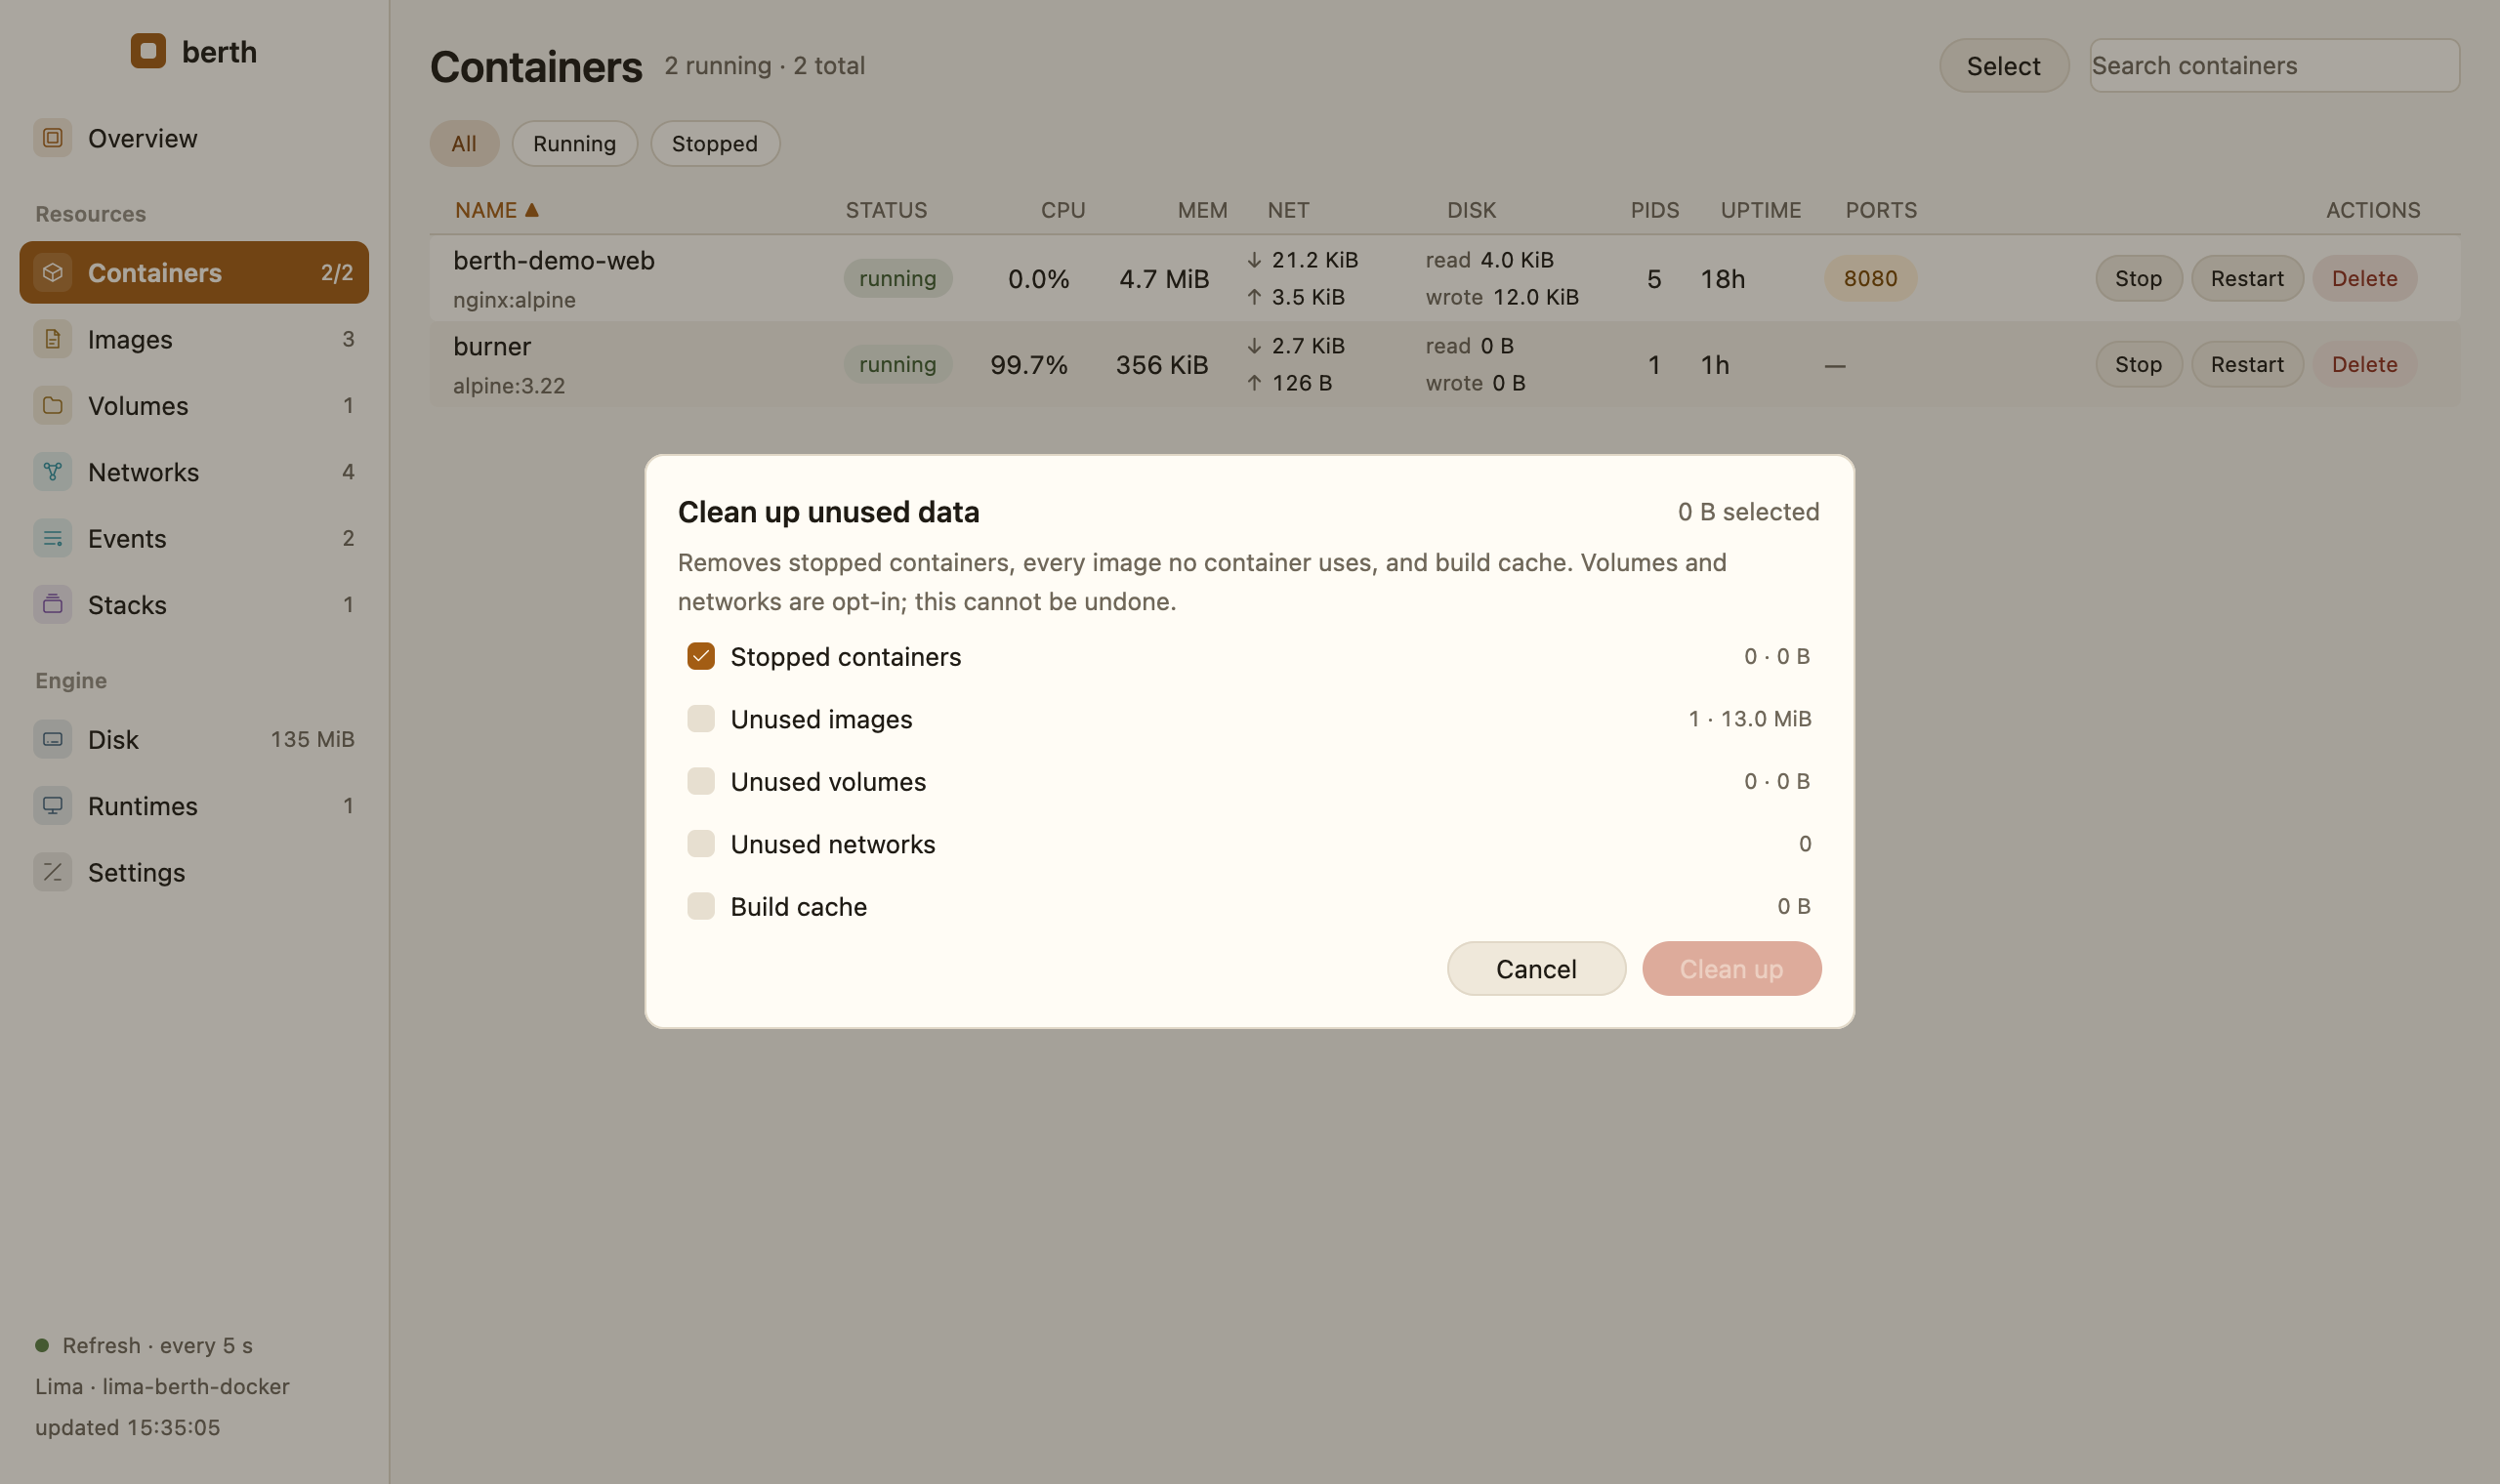 berth
Overview
Resources
Containers 2/2
Images 3
Volumes 1
Networks 4
Events 2
Stacks 1
Engine
Disk 135 MiB
Runtimes 1
Settings
Refresh · every 5 s
Lima · lima-berth-docker
updated 15:35:05
Containers 2 running · 2 total Select Search containers
All Running Stopped
NAME ▲ STATUS CPU MEM NET DISK PIDS UPTIME PORTS ACTIONS
berth-demo-web
nginx:alpine
running 0.0% 4.7 MiB
↓ 21.2 KiB
↑ 3.5 KiB
read 4.0 KiB
wrote 12.0 KiB
5 18h 8080 Stop Restart Delete
burner
alpine:3.22
running 99.7% 356 KiB
↓ 2.7 KiB
↑ 126 B
read 0 B
wrote 0 B
1 1h — Stop Restart Delete
Clean up unused data 0 B selected
Removes stopped containers, every image no container uses, and build cache. Volumes and
networks are opt-in; this cannot be undone.
Stopped containers 0 · 0 B
Unused images 1 · 13.0 MiB
Unused volumes 0 · 0 B
Unused networks 0
Build cache 0 B
Cancel Clean up